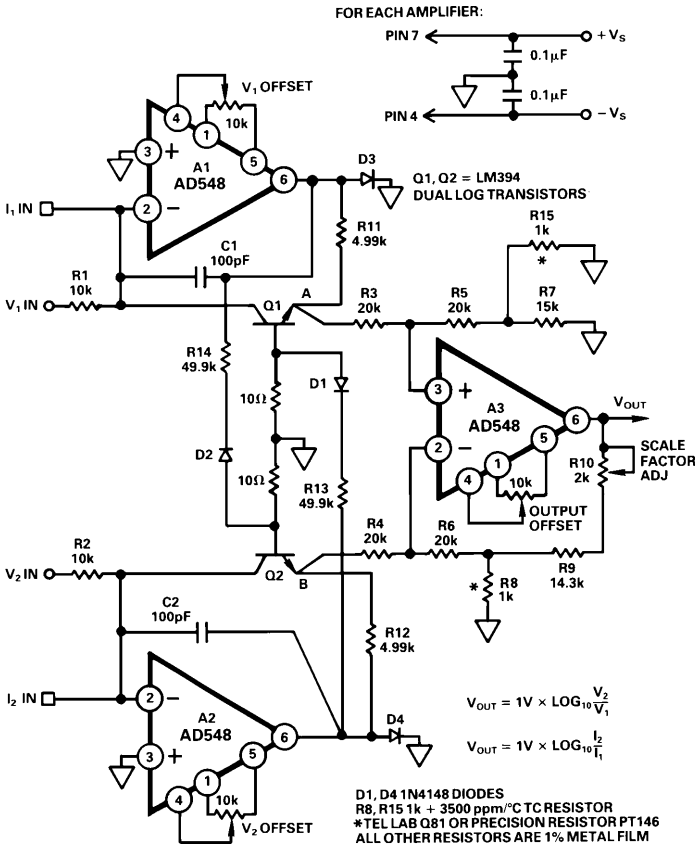 FOR EACH AMPLIFIER:
PIN 7
+VS
0.1µF
0.1µF
PIN 4
−VS
V1 OFFSET
10k
4
1
5
3
+
A1
AD548
6
2
−
I1 IN
D3
Q1, Q2 = LM394
DUAL LOG TRANSISTORS
R11
4.99k
R15
1k
*
C1
100pF
R1
10k
V1 IN
Q1
A
R3
20k
R5
20k
R7
15k
R14
49.9k
D1
10Ω
D2
10Ω
R13
49.9k
3
+
A3
AD548
6
VOUT
2
−
5
1
4
10k
OUTPUT
OFFSET
R10
2k
SCALE
FACTOR
ADJ
R4
20k
R6
20k
R2
10k
V2 IN
Q2
B
*
R8
1k
R9
14.3k
C2
100pF
R12
4.99k
I2 IN
2
−
A2
AD548
6
3
+
5
1
4
10k
V2 OFFSET
D4
VOUT = 1V × LOG10 V2/V1
VOUT = 1V × LOG10 I2/I1
D1, D4 1N4148 DIODES
R8, R15 1k + 3500 ppm/°C TC RESISTOR
*TEL LAB Q81 OR PRECISION RESISTOR PT146
ALL OTHER RESISTORS ARE 1% METAL FILM